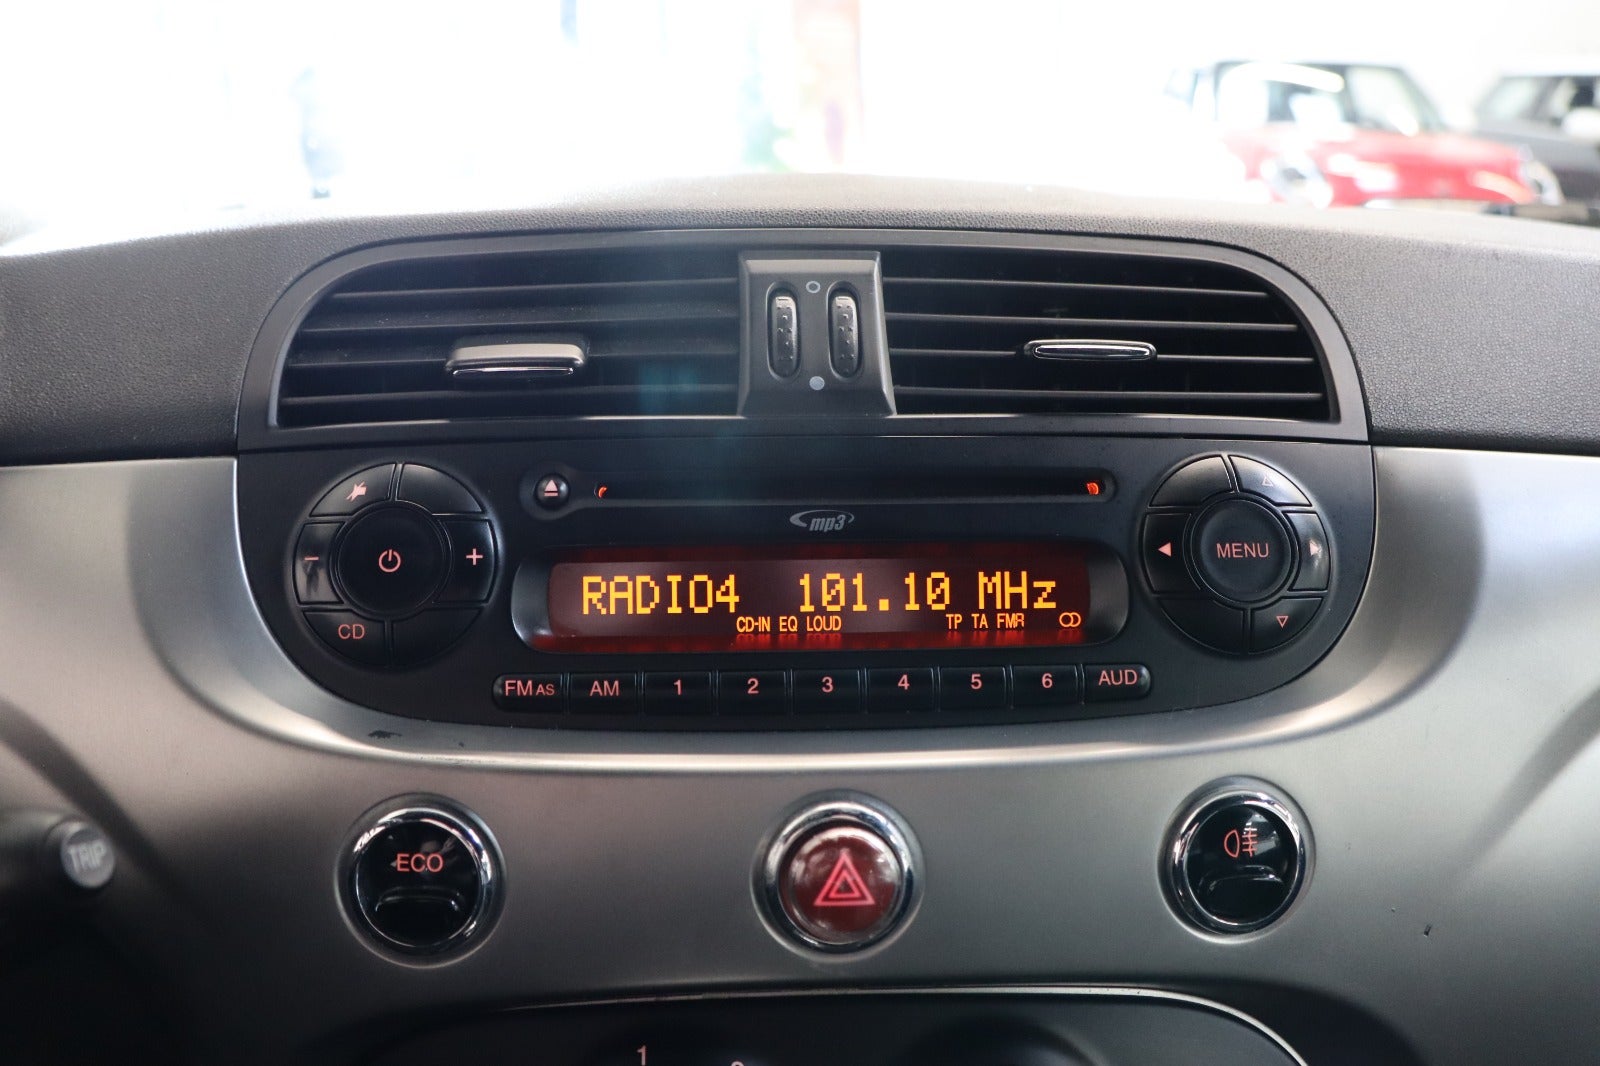 mp3
RADIO4 101.10 MHz
CD-IN EQ LOUD TP TA FMR
MENU
- +
CD
FM AS AM 1 2 3 4 5 6 AUD
TRIP
ECO
1